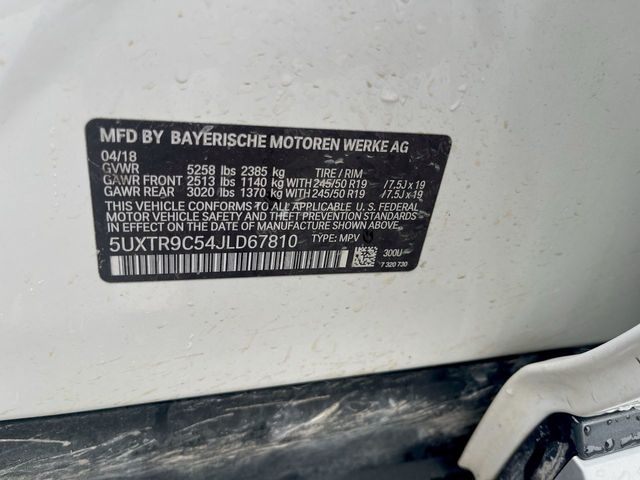 MFD BY BAYERISCHE MOTOREN WERKE AG
04/18
GVWR 5258 lbs 2385 kg TIRE / RIM
GAWR FRONT 2513 lbs 1140 kg WITH 245/50 R19 / 7.5J x 19
GAWR REAR 3020 lbs 1370 kg WITH 245/50 R19 / 7.5J x 19
THIS VEHICLE CONFORMS TO ALL APPLICABLE U. S. FEDERAL
MOTOR VEHICLE SAFETY, AND THEFT PREVENTION STANDARDS
IN EFFECT ON THE DATE OF MANUFACTURE SHOWN ABOVE.
5UXTR9C54JLD67810 TYPE: MPV
300U
7 320 730